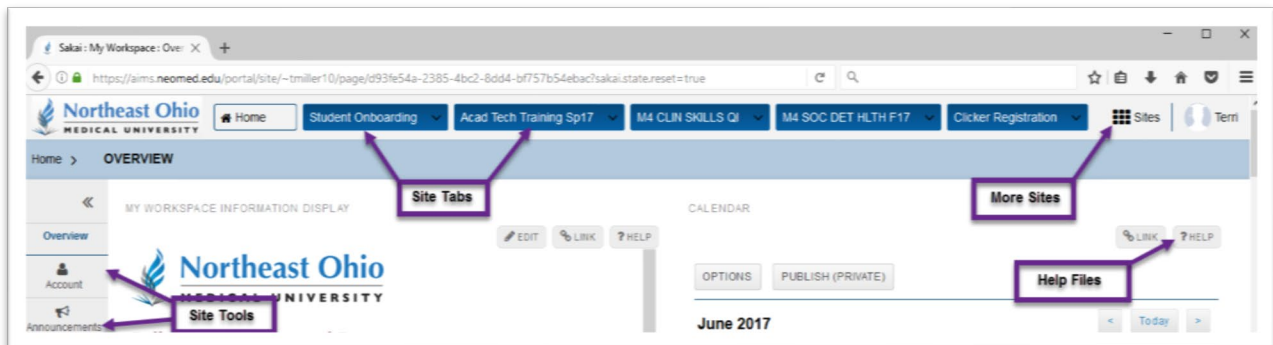 Sakai : My Workspace : Over
https://aims.neomed.edu/portal/site/~tmiller10/page/d93fe54a-2385-4bc2-8dd4-bf757b54ebac?sakai.state.reset=true
Northeast Ohio
MEDICAL UNIVERSITY
Home
Student Onboarding
Acad Tech Training Sp17
M4 CLIN SKILLS QI
M4 SOC DET HLTH F17
Clicker Registration
Sites
Terri
Home > OVERVIEW
Site Tabs
More Sites
MY WORKSPACE INFORMATION DISPLAY
CALENDAR
Overview
EDIT LINK ? HELP
LINK ? HELP
Account
Northeast Ohio
MEDICAL UNIVERSITY
OPTIONS PUBLISH (PRIVATE)
Help Files
Site Tools
Announcements
June 2017
< Today >